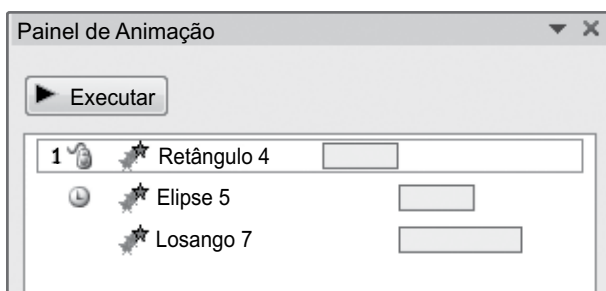 Painel de Animação
Executar
1 Retângulo 4
Elipse 5
Losango 7